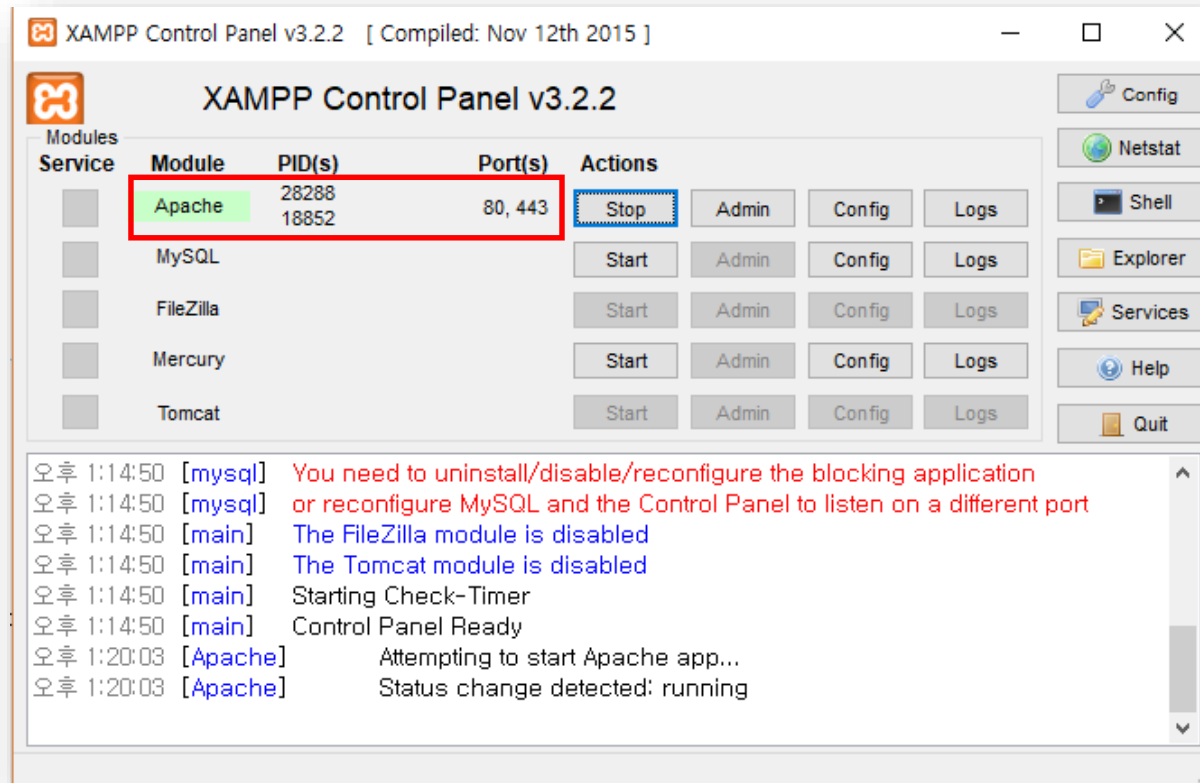 XAMPP Control Panel v3.2.2 [ Compiled: Nov 12th 2015 ]
XAMPP Control Panel v3.2.2
Config
Modules
Netstat
Service Module PID(s) Port(s) Actions
Apache 28288 18852 80, 443 Stop Admin Config Logs
Shell
MySQL Start Admin Config Logs
Explorer
FileZilla Start Admin Config Logs
Services
Mercury Start Admin Config Logs
Help
Tomcat Start Admin Config Logs
Quit
오후 1:14:50 [mysql] You need to uninstall/disable/reconfigure the blocking application
오후 1:14:50 [mysql] or reconfigure MySQL and the Control Panel to listen on a different port
오후 1:14:50 [main] The FileZilla module is disabled
오후 1:14:50 [main] The Tomcat module is disabled
오후 1:14:50 [main] Starting Check-Timer
오후 1:14:50 [main] Control Panel Ready
오후 1:20:03 [Apache] Attempting to start Apache app...
오후 1:20:03 [Apache] Status change detected: running